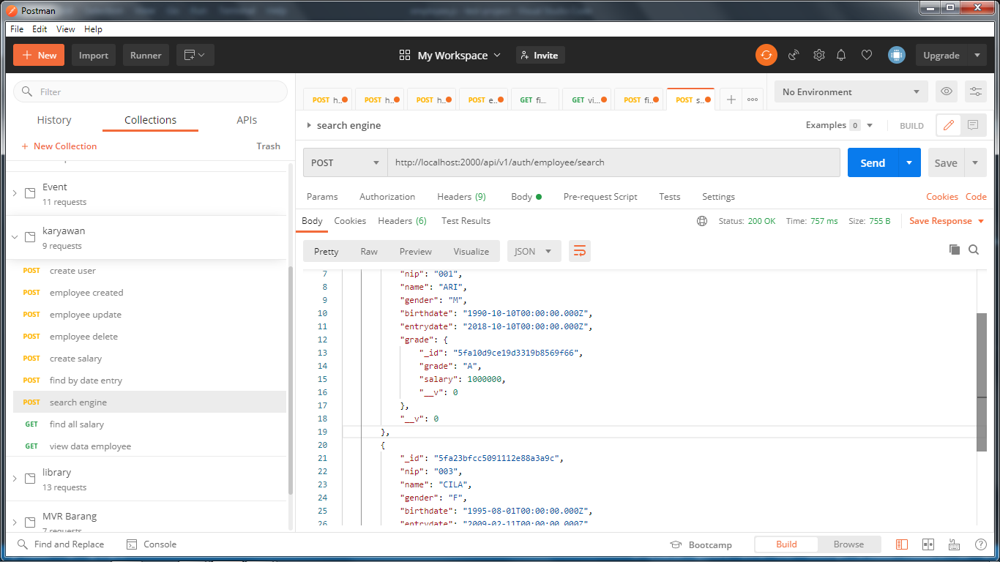 Postman
File Edit View Help
New Import Runner My Workspace Invite Upgrade
Filter
History Collections APIs
+ New Collection Trash
Event
11 requests
karyawan
9 requests
POST create user
POST employee created
POST employee update
POST employee delete
POST create salary
POST find by date entry
POST search engine
GET find all salary
GET view data employee
library
13 requests
MVR Barang
7 requests
POST h.. POST h.. POST h.. POST e.. GET fi... GET vi... POST fi... POST s...
No Environment
search engine Examples 0 BUILD
POST http://localhost:2000/api/v1/auth/employee/search Send Save
Params Authorization Headers (9) Body Pre-request Script Tests Settings Cookies Code
Body Cookies Headers (6) Test Results Status: 200 OK Time: 757 ms Size: 755 B Save Response
Pretty Raw Preview Visualize JSON
7 "nip": "001",
8 "name": "ARI",
9 "gender": "M",
10 "birthdate": "1990-10-10T00:00:00.000Z",
11 "entrydate": "2018-10-10T00:00:00.000Z",
12 "grade": {
13 "_id": "5fa10d9ce19d3319b8569f66",
14 "grade": "A",
15 "salary": 1000000,
16 "__v": 0
17 },
18 "__v": 0
19 },
20 {
21 "_id": "5fa23bfcc5091112e88a3a9c",
22 "nip": "003",
23 "name": "CILA",
24 "gender": "F",
25 "birthdate": "1995-08-01T00:00:00.000Z",
26 "entrydate": "2009-02-11T00:00:00.000Z"
Find and Replace Console Bootcamp Build Browse